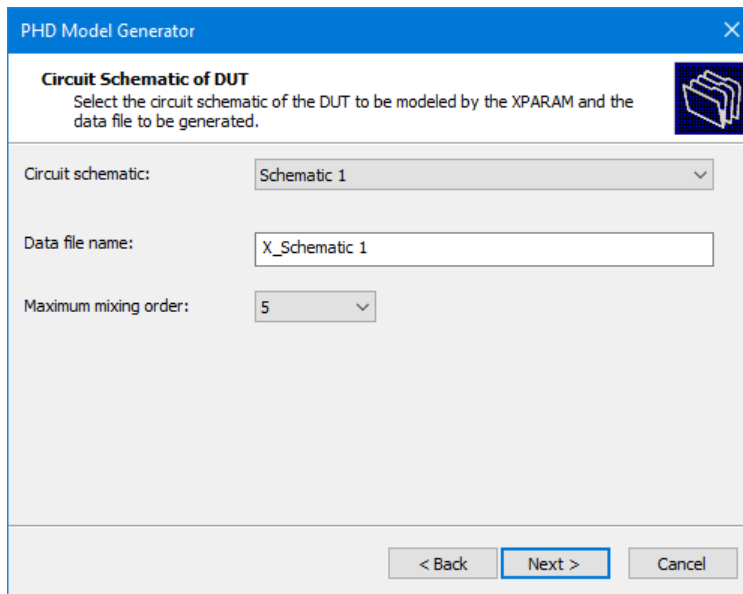 PHD Model Generator
Circuit Schematic of DUT
Select the circuit schematic of the DUT to be modeled by the XPARAM and the
data file to be generated.
Circuit schematic:
Schematic 1
Data file name:
X_Schematic 1
Maximum mixing order:
5
< Back
Next >
Cancel